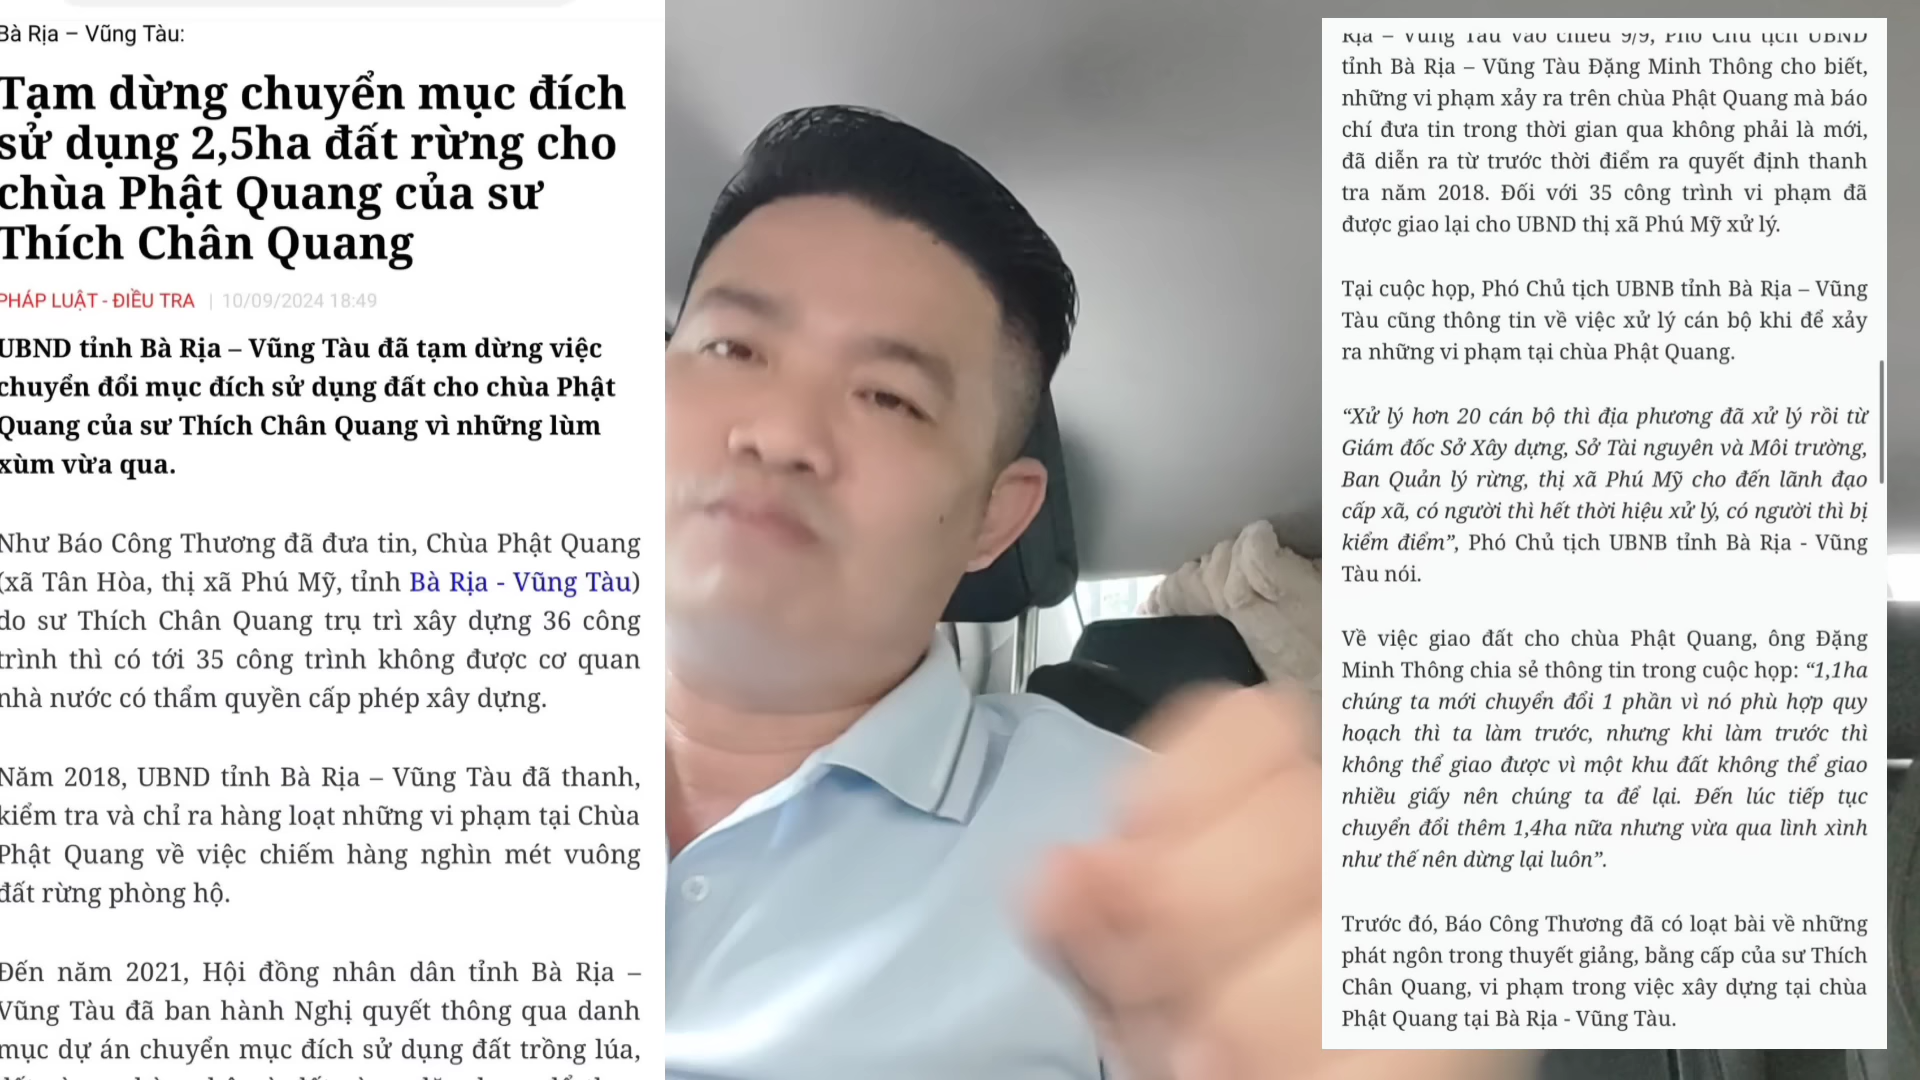 Bà Rịa – Vũng Tàu:
Tạm dừng chuyển mục đích
sử dụng 2,5ha đất rừng cho
chùa Phật Quang của sư
Thích Chân Quang
PHÁP LUẬT - ĐIỀU TRA | 10/09/2024 18:49
UBND tỉnh Bà Rịa – Vũng Tàu đã tạm dừng việc
chuyển đổi mục đích sử dụng đất cho chùa Phật
Quang của sư Thích Chân Quang vì những lùm
xùm vừa qua.
Như Báo Công Thương đã đưa tin, Chùa Phật Quang
(xã Tân Hòa, thị xã Phú Mỹ, tỉnh Bà Rịa - Vũng Tàu)
do sư Thích Chân Quang trụ trì xây dựng 36 công
trình thì có tới 35 công trình không được cơ quan
nhà nước có thẩm quyền cấp phép xây dựng.
Năm 2018, UBND tỉnh Bà Rịa – Vũng Tàu đã thanh,
kiểm tra và chỉ ra hàng loạt những vi phạm tại Chùa
Phật Quang về việc chiếm hàng nghìn mét vuông
đất rừng phòng hộ.
Đến năm 2021, Hội đồng nhân dân tỉnh Bà Rịa –
Vũng Tàu đã ban hành Nghị quyết thông qua danh
mục dự án chuyển mục đích sử dụng đất trồng lúa,
Rịa – Vũng Tàu vào chiều 9/9, Phó Chủ tịch UBND
tỉnh Bà Rịa – Vũng Tàu Đặng Minh Thông cho biết,
những vi phạm xảy ra trên chùa Phật Quang mà báo
chí đưa tin trong thời gian qua không phải là mới,
đã diễn ra từ trước thời điểm ra quyết định thanh
tra năm 2018. Đối với 35 công trình vi phạm đã
được giao lại cho UBND thị xã Phú Mỹ xử lý.
Tại cuộc họp, Phó Chủ tịch UBNB tỉnh Bà Rịa – Vũng
Tàu cũng thông tin về việc xử lý cán bộ khi để xảy
ra những vi phạm tại chùa Phật Quang.
“Xử lý hơn 20 cán bộ thì địa phương đã xử lý rồi từ
Giám đốc Sở Xây dựng, Sở Tài nguyên và Môi trường,
Ban Quản lý rừng, thị xã Phú Mỹ cho đến lãnh đạo
cấp xã, có người thì hết thời hiệu xử lý, có người thì bị
kiểm điểm”, Phó Chủ tịch UBNB tỉnh Bà Rịa - Vũng
Tàu nói.
Về việc giao đất cho chùa Phật Quang, ông Đặng
Minh Thông chia sẻ thông tin trong cuộc họp: “1,1ha
chúng ta mới chuyển đổi 1 phần vì nó phù hợp quy
hoạch thì ta làm trước, nhưng khi làm trước thì
không thể giao được vì một khu đất không thể giao
nhiều giấy nên chúng ta để lại. Đến lúc tiếp tục
chuyển đổi thêm 1,4ha nữa nhưng vừa qua lình xình
như thế nên dừng lại luôn”.
Trước đó, Báo Công Thương đã có loạt bài về những
phát ngôn trong thuyết giảng, bằng cấp của sư Thích
Chân Quang, vi phạm trong việc xây dựng tại chùa
Phật Quang tại Bà Rịa - Vũng Tàu.